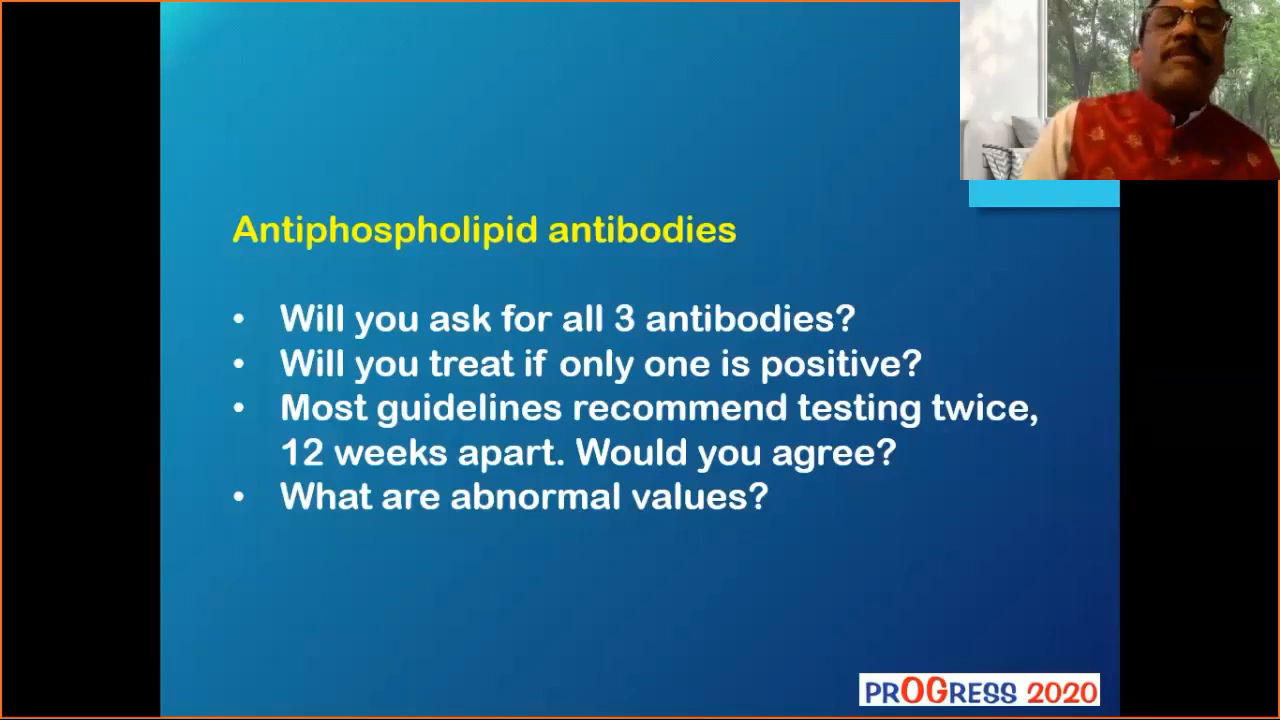 Antiphospholipid antibodies
• Will you ask for all 3 antibodies?
• Will you treat if only one is positive?
• Most guidelines recommend testing twice,
12 weeks apart. Would you agree?
• What are abnormal values?
PROGRESS 2020